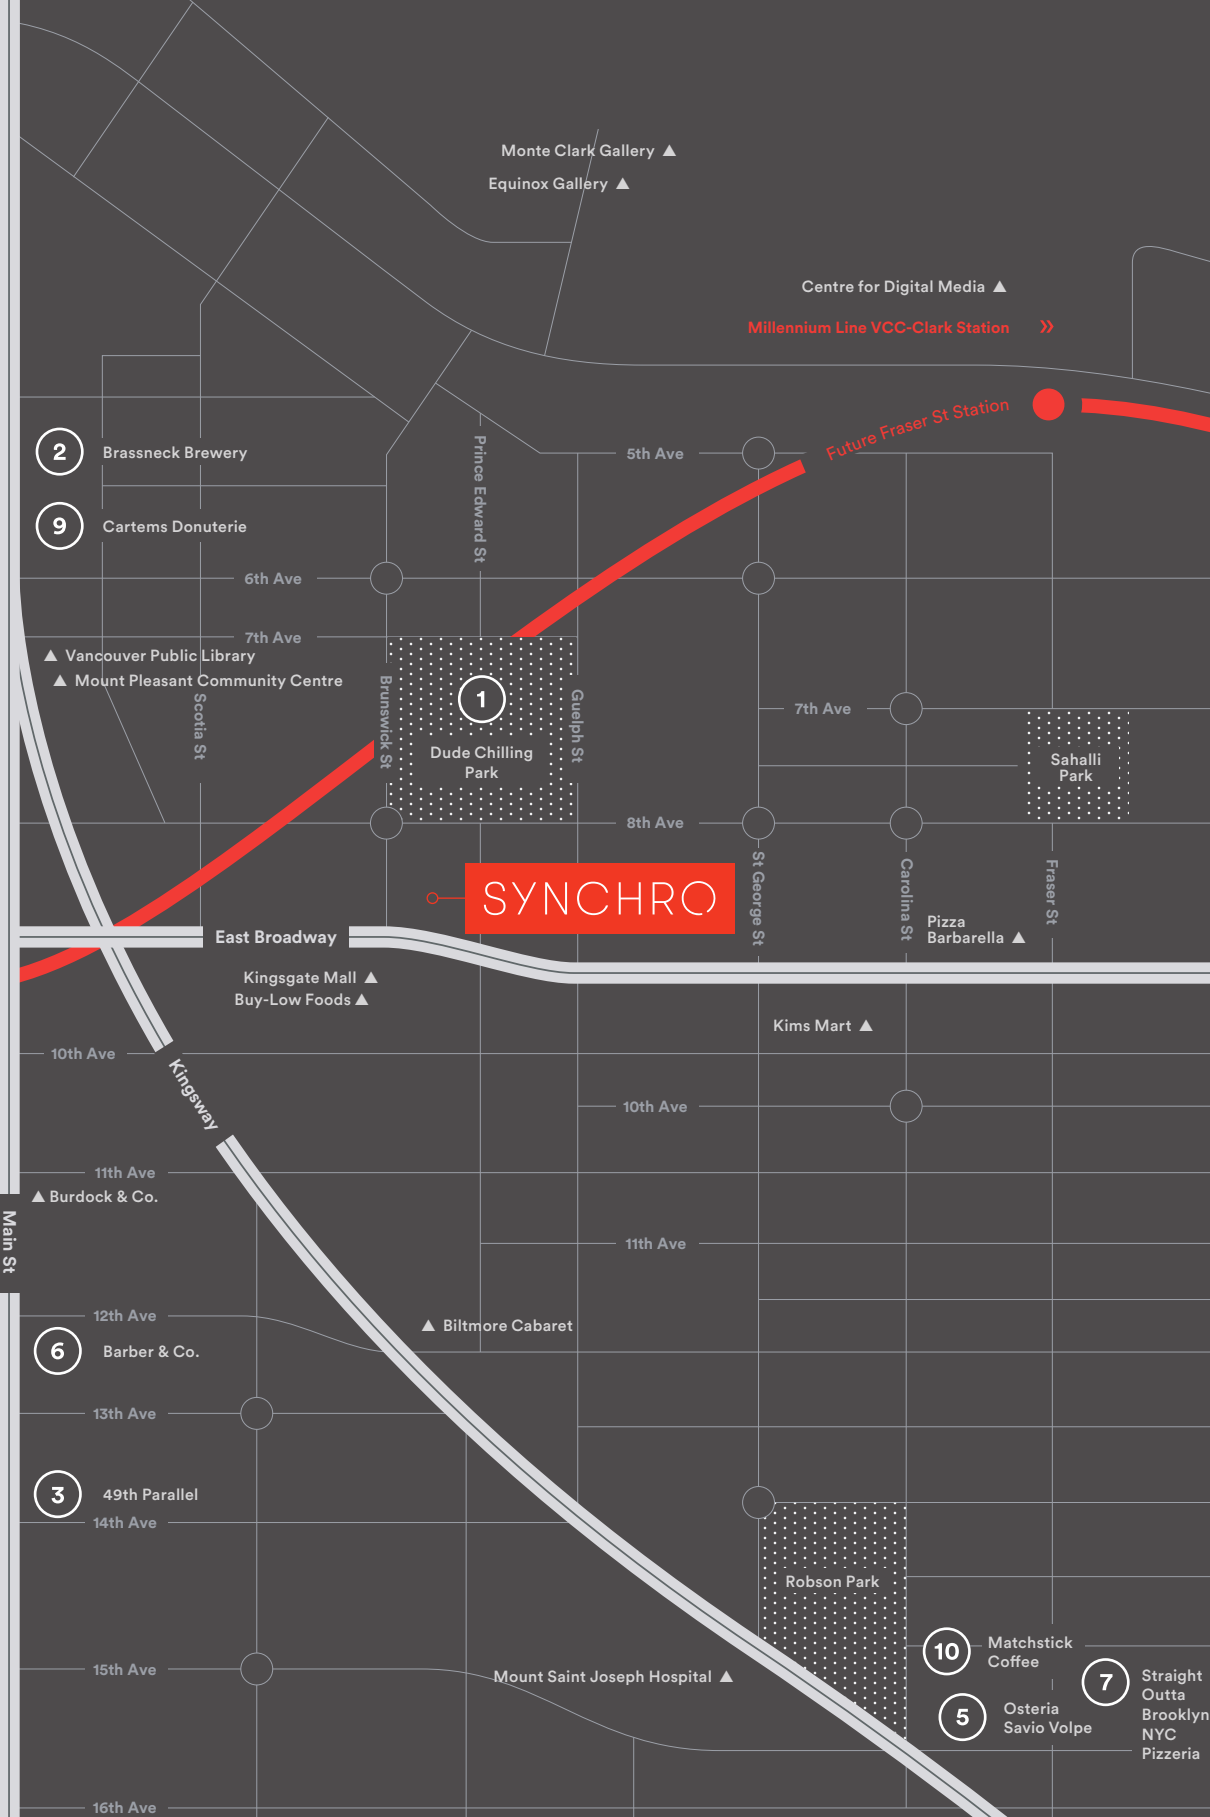 Monte Clark Gallery
Equinox Gallery
Centre for Digital Media
Millennium Line VCC-Clark Station »
Future Fraser St Station
2
Brassneck Brewery
Prince Edward St
5th Ave
9
Cartems Donuterie
6th Ave
7th Ave
Vancouver Public Library
Mount Pleasant Community Centre
Scotia St
Brunswick St
1
Dude Chilling
Park
Guelph St
7th Ave
Sahalli
Park
8th Ave
SYNCHRO
St George St
Carolina St
Fraser St
Pizza
Barbarella
East Broadway
Kingsgate Mall
Buy-Low Foods
Kims Mart
10th Ave
Kingsway
10th Ave
11th Ave
Burdock & Co.
Main St
11th Ave
12th Ave
Biltmore Cabaret
6
Barber & Co.
13th Ave
3
49th Parallel
14th Ave
Robson Park
15th Ave
Mount Saint Joseph Hospital
10
Matchstick
Coffee
5
Osteria
Savio Volpe
7
Straight
Outta
Brooklyn
NYC
Pizzeria
16th Ave